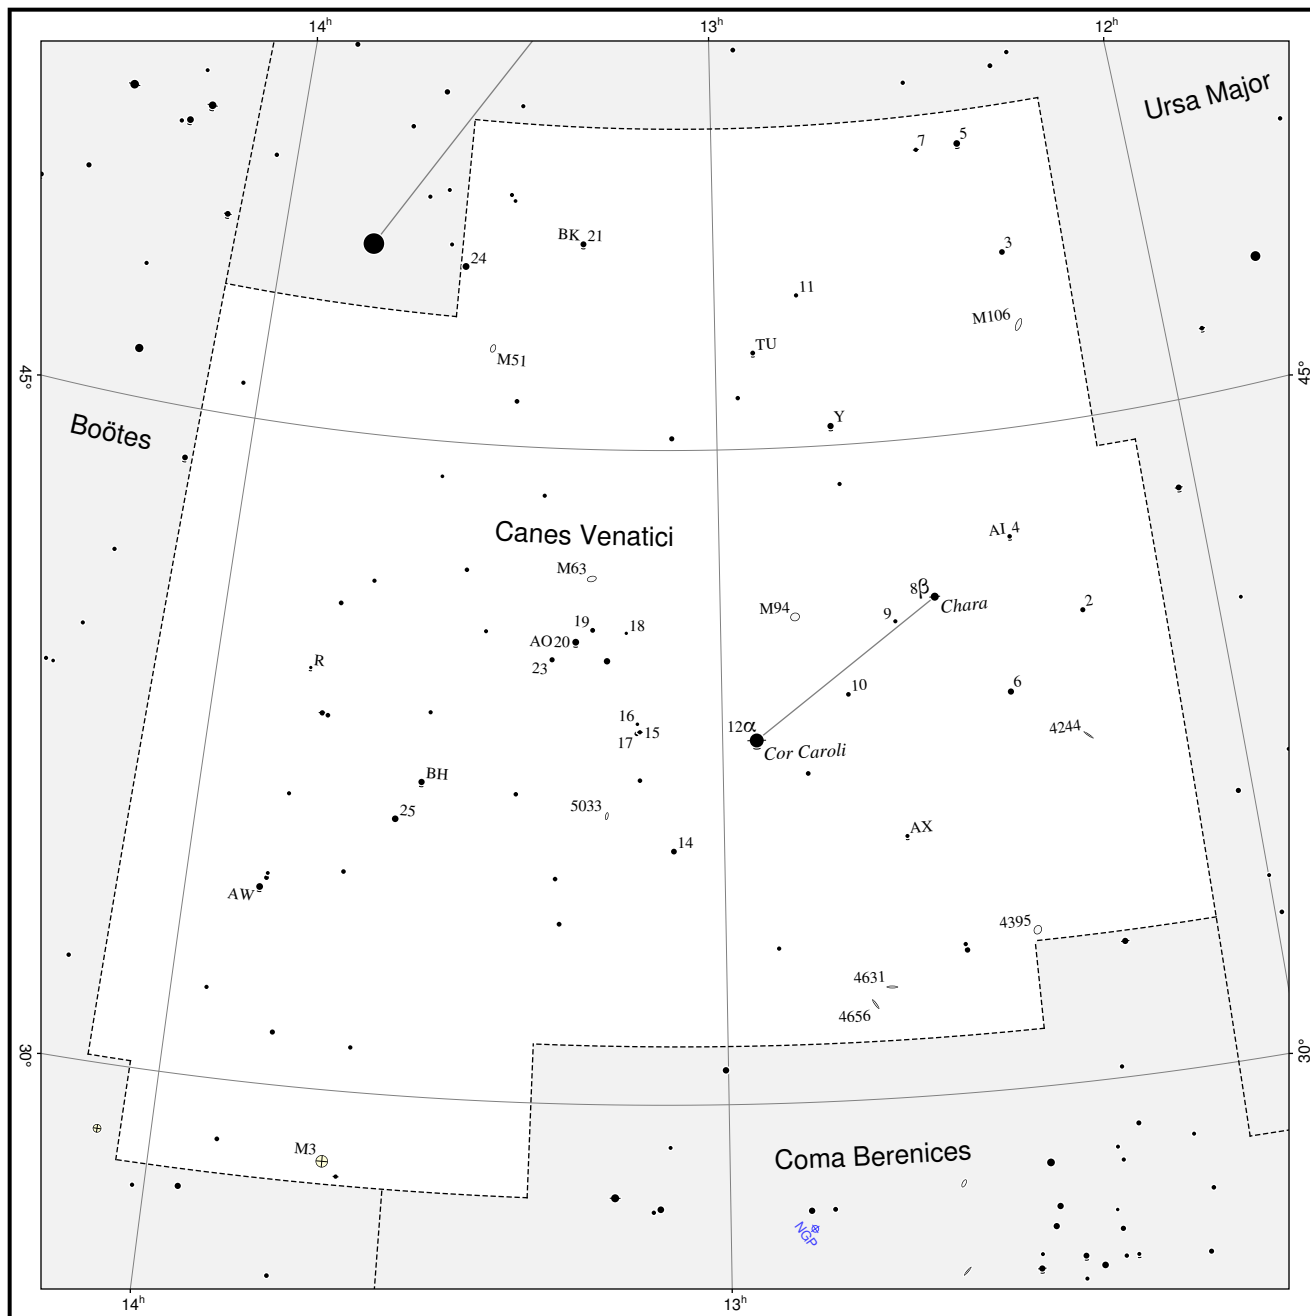 14h 13h 12h
Ursa Major
7 5
BK 21
24
3
11
M106
TU
M51
45° 45°
Y
Boötes
AI 4
Canes Venatici
M63
8β
Chara
M94
9
2
19 18
AO20
23
R
6
10
16
15
17
12α
Cor Caroli
4244
BH
25
5033
AX
14
AW
4395
4631
4656
30° 30°
M3
Coma Berenices
NGP
14h 13h